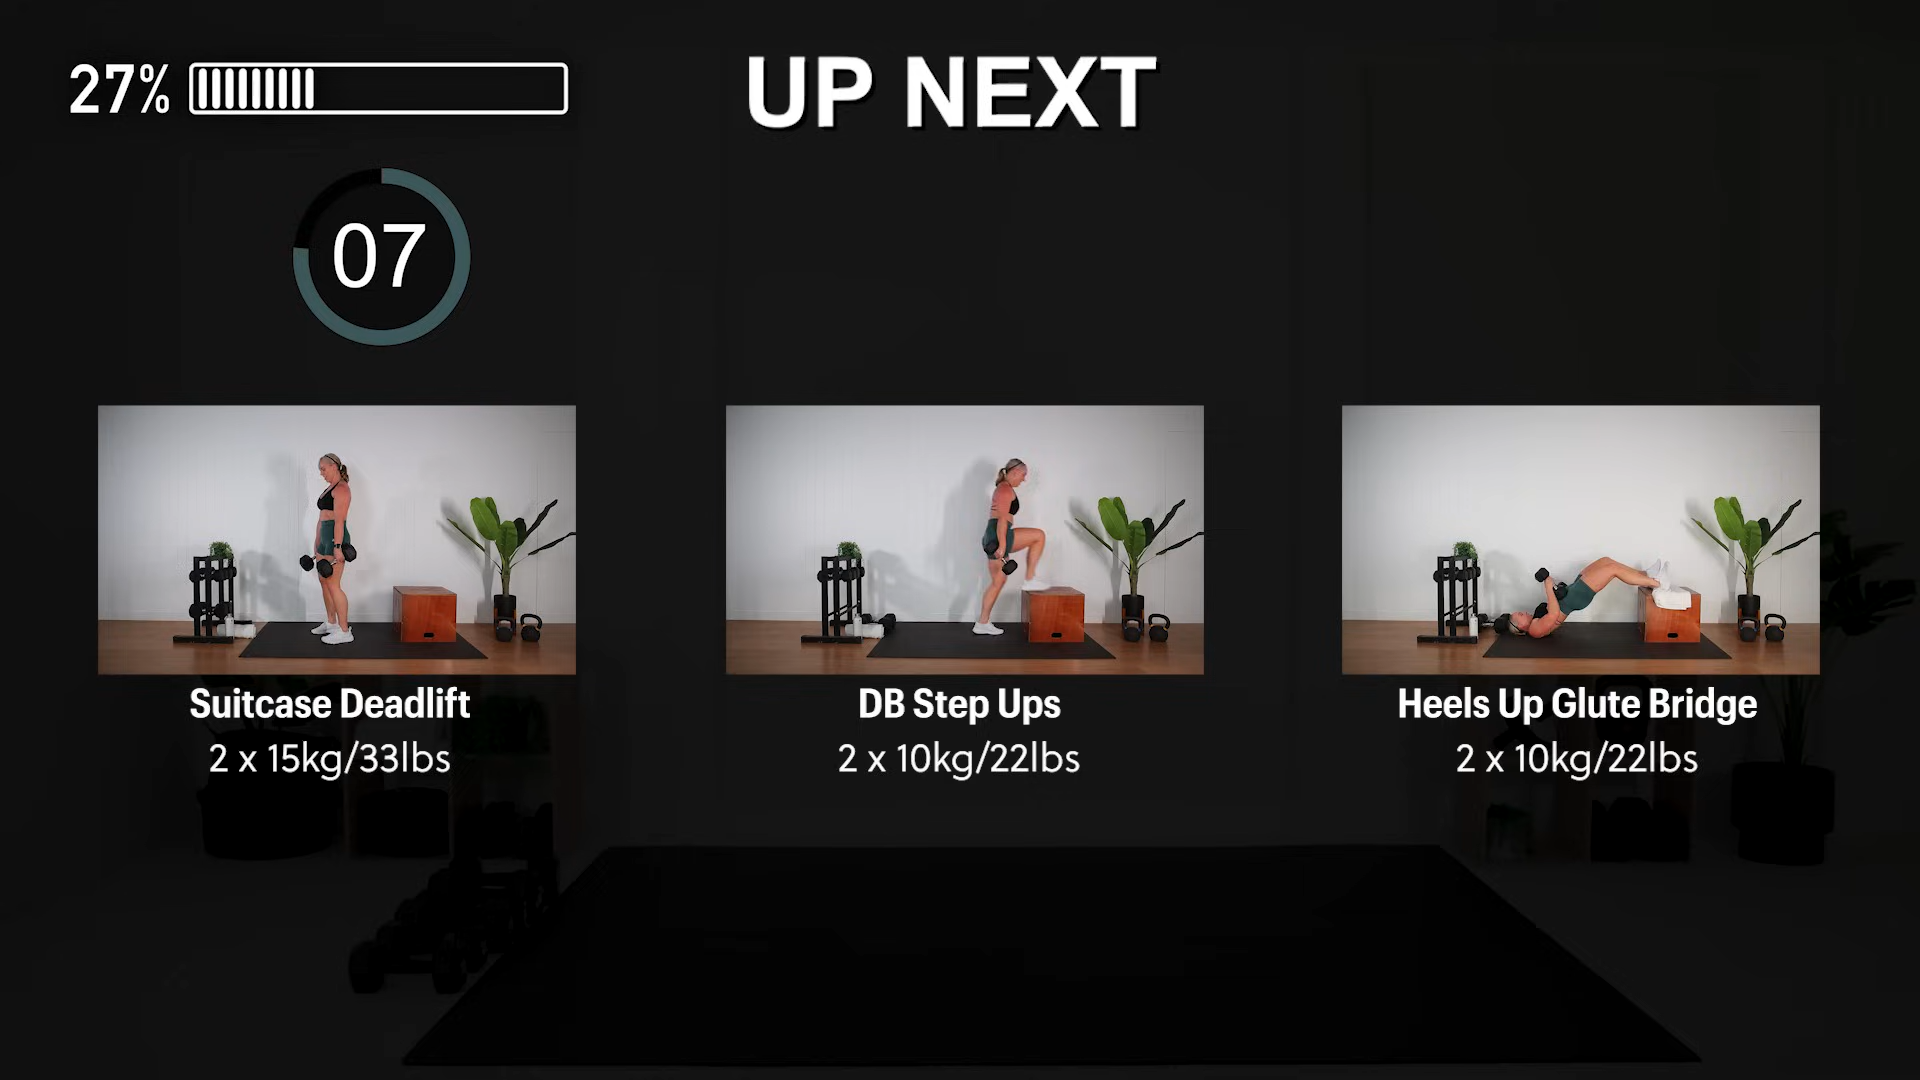 27%
UP NEXT
07
Suitcase Deadlift
2 x 15kg/33lbs
DB Step Ups
2 x 10kg/22lbs
Heels Up Glute Bridge
2 x 10kg/22lbs